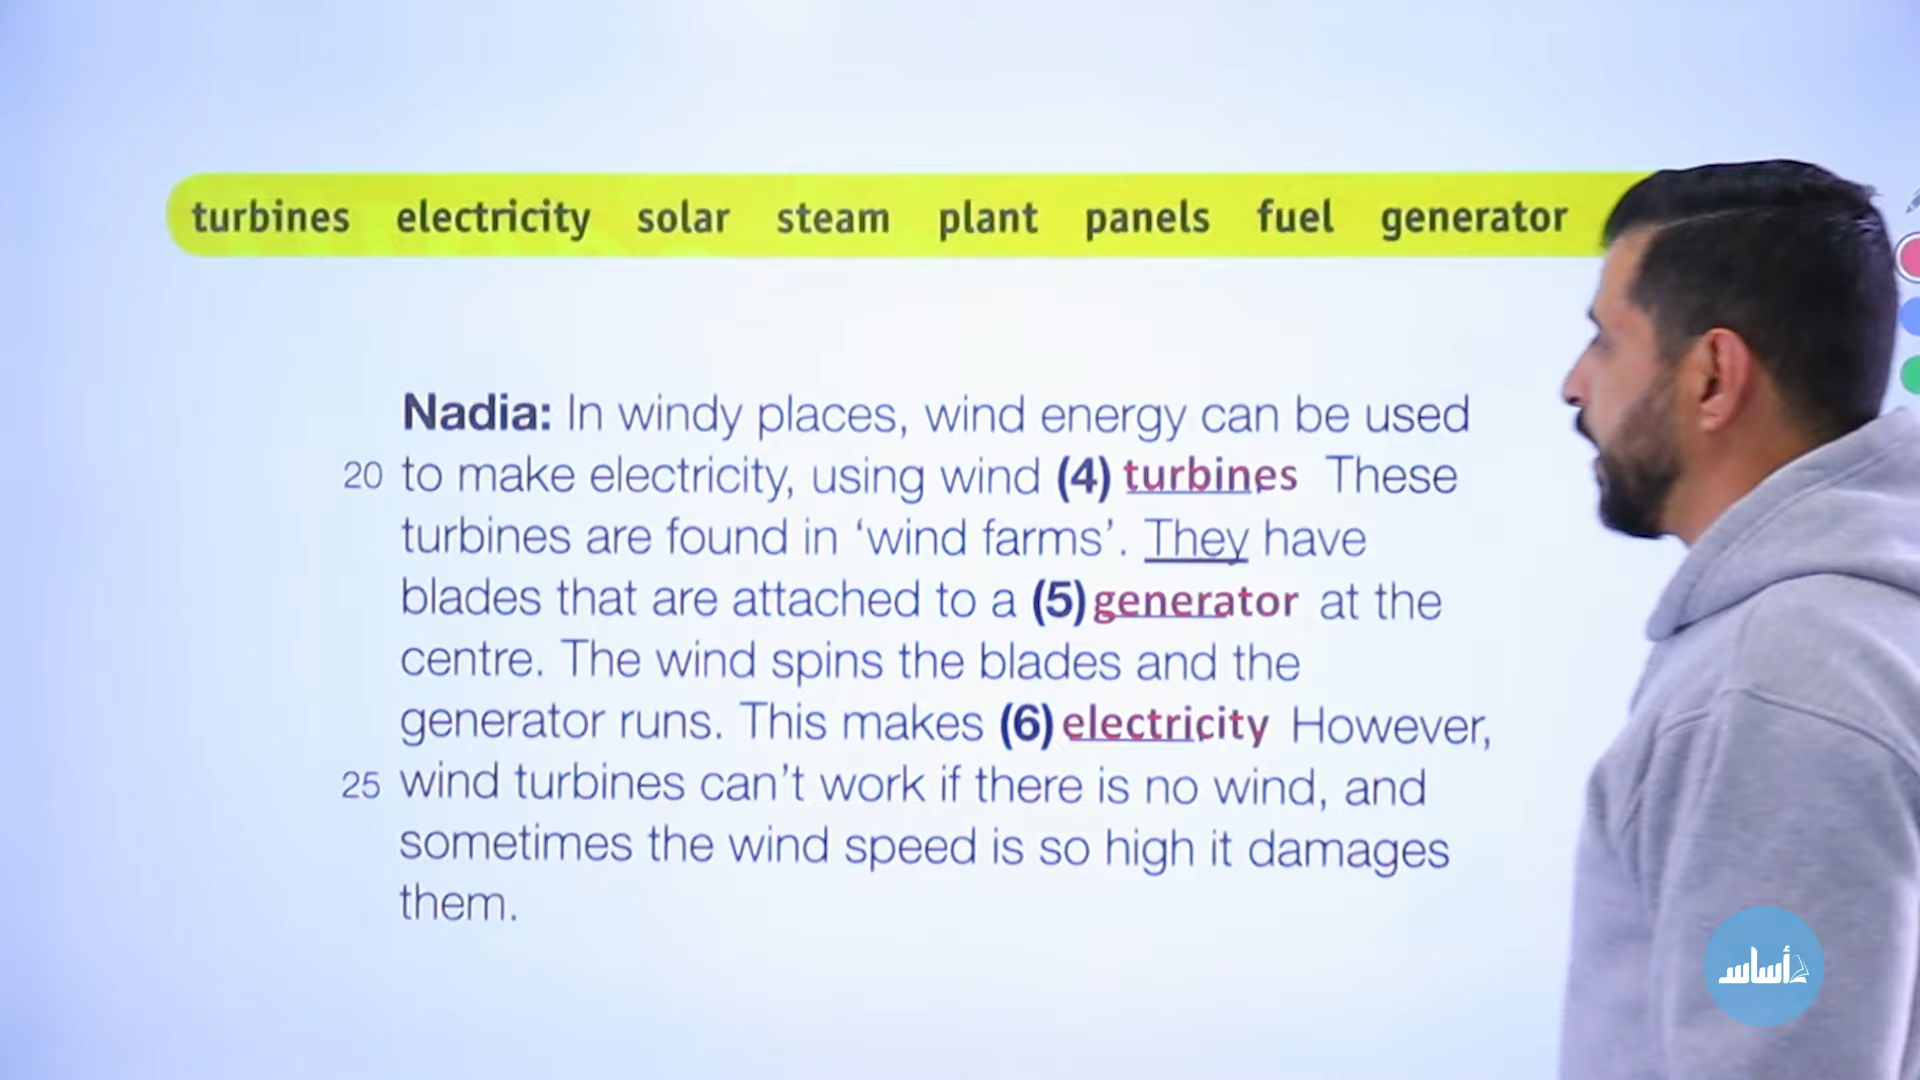 turbines electricity solar steam plant panels fuel generator
Nadia: In windy places, wind energy can be used
20 to make electricity, using wind (4) turbines These
turbines are found in ‘wind farms’. They have
blades that are attached to a (5) generator at the
centre. The wind spins the blades and the
generator runs. This makes (6) electricity However,
25 wind turbines can’t work if there is no wind, and
sometimes the wind speed is so high it damages
them.
أساس